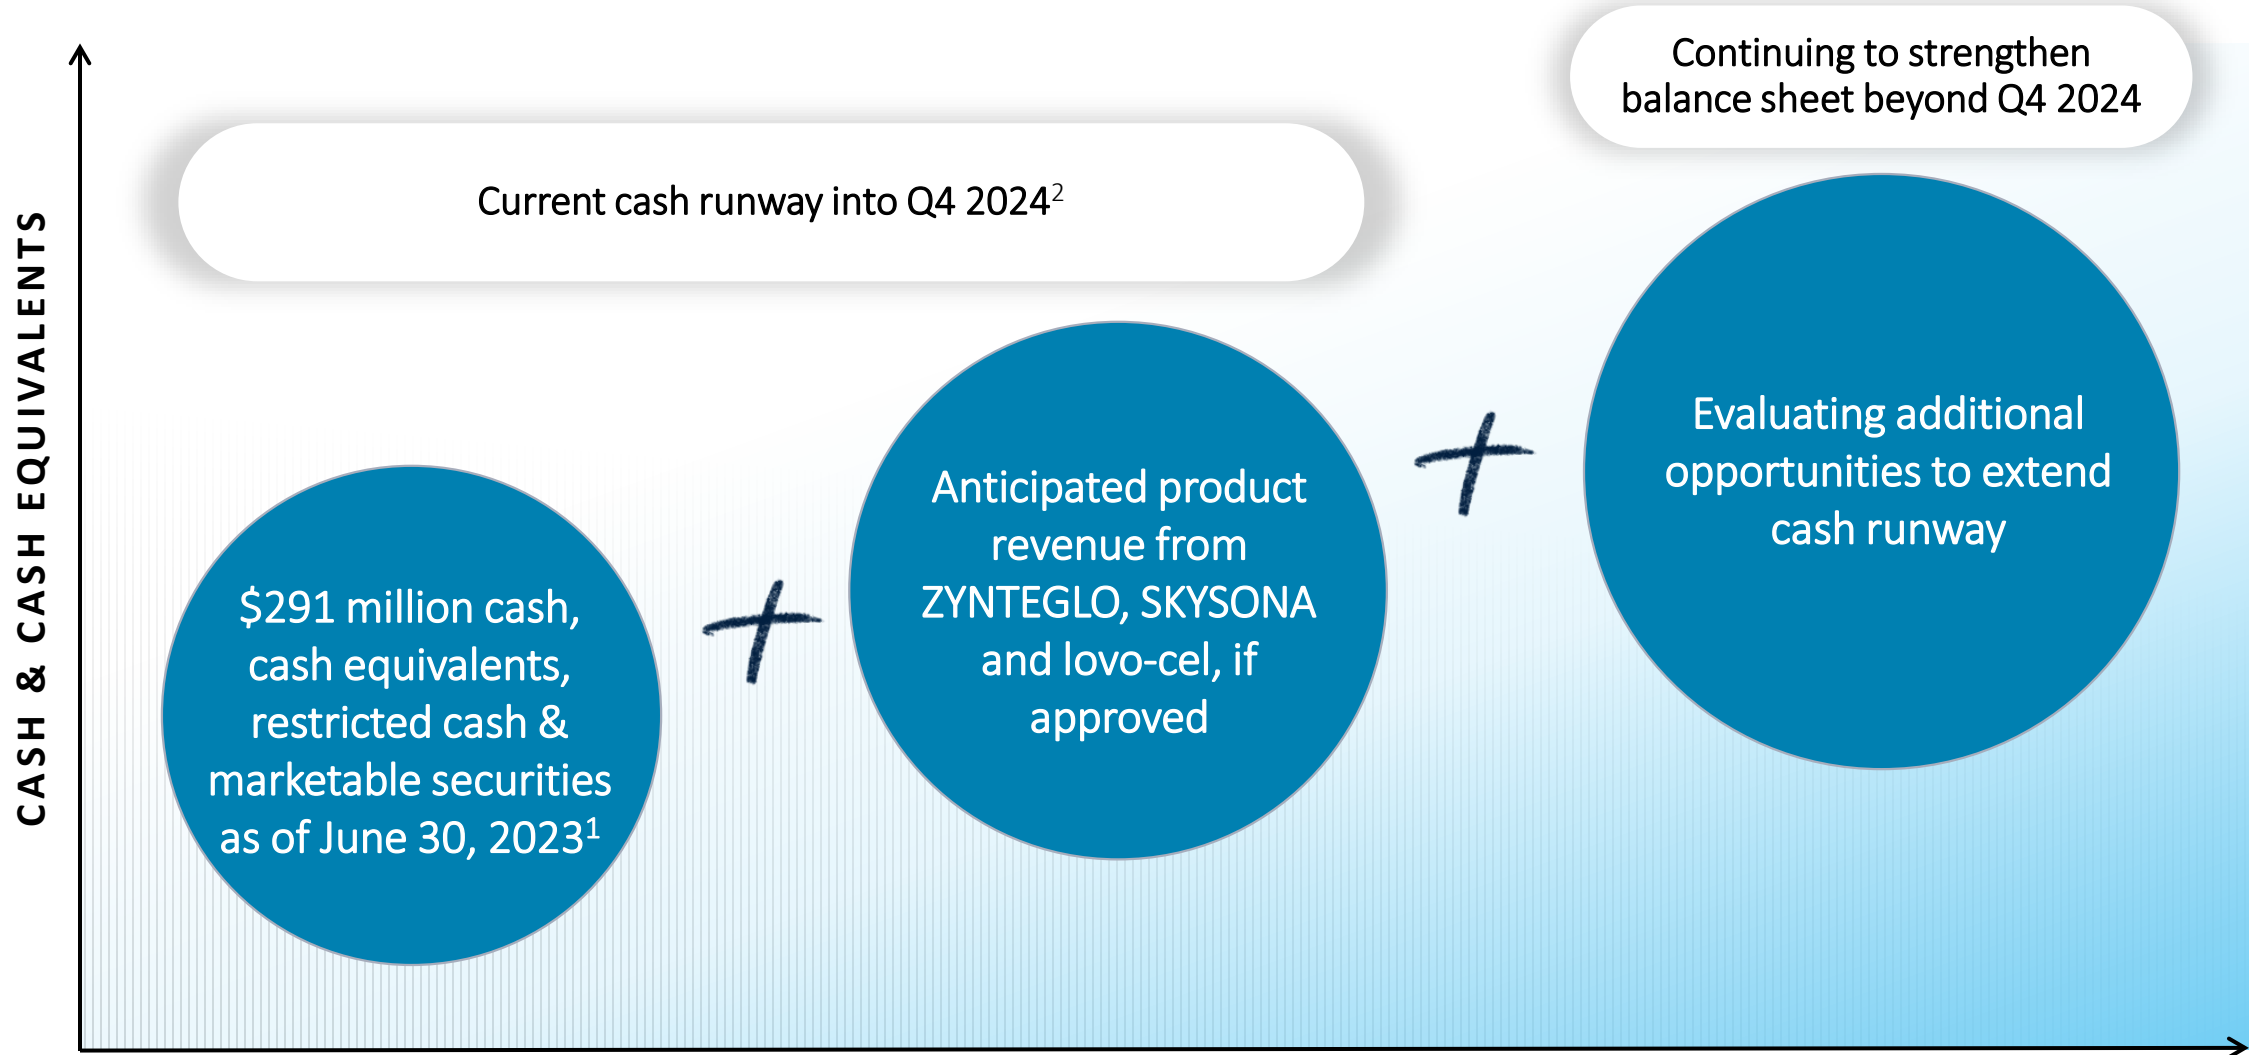 CASH & CASH EQUIVALENTS
Current cash runway into Q4 2024²
Continuing to strengthen
balance sheet beyond Q4 2024
$291 million cash,
cash equivalents,
restricted cash &
marketable securities
as of June 30, 2023¹
Anticipated product
revenue from
ZYNTEGLO, SKYSONA
and lovo-cel, if
approved
Evaluating additional
opportunities to extend
cash runway